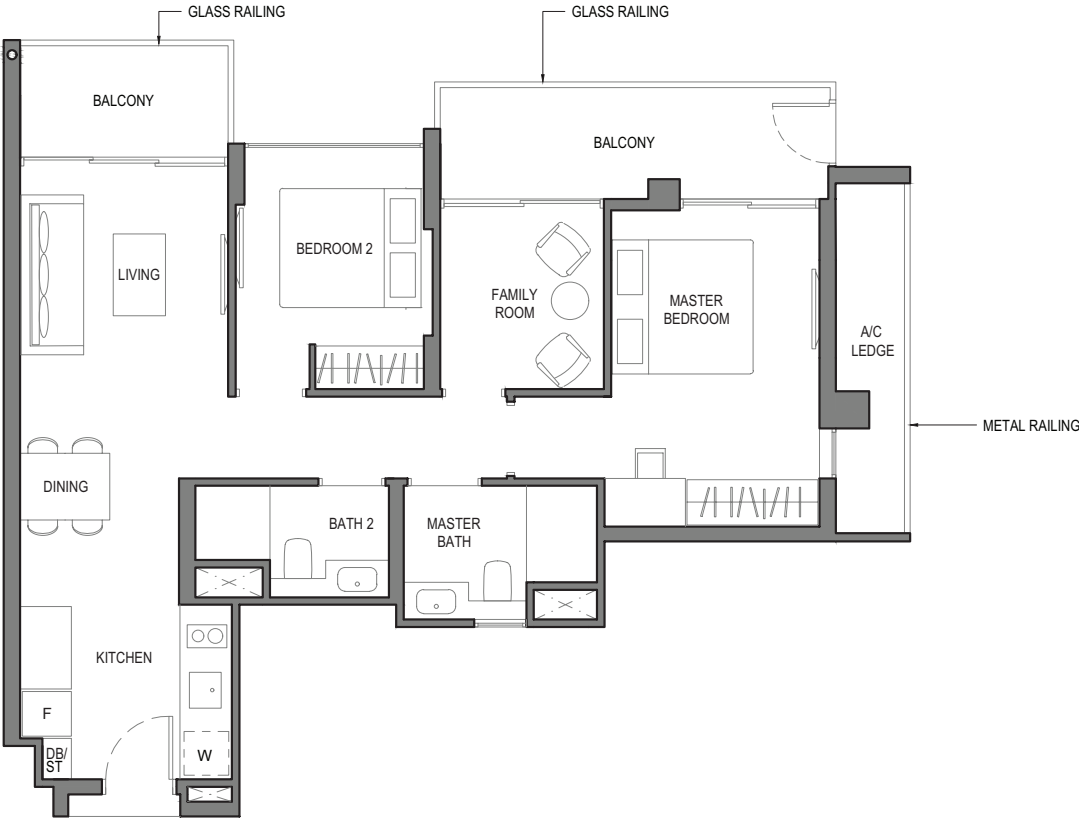 GLASS RAILING
GLASS RAILING
BALCONY
BALCONY
BEDROOM 2
LIVING
FAMILY
ROOM
MASTER
BEDROOM
A/C
LEDGE
METAL RAILING
DINING
BATH 2
MASTER
BATH
KITCHEN
F
DB/
ST
W